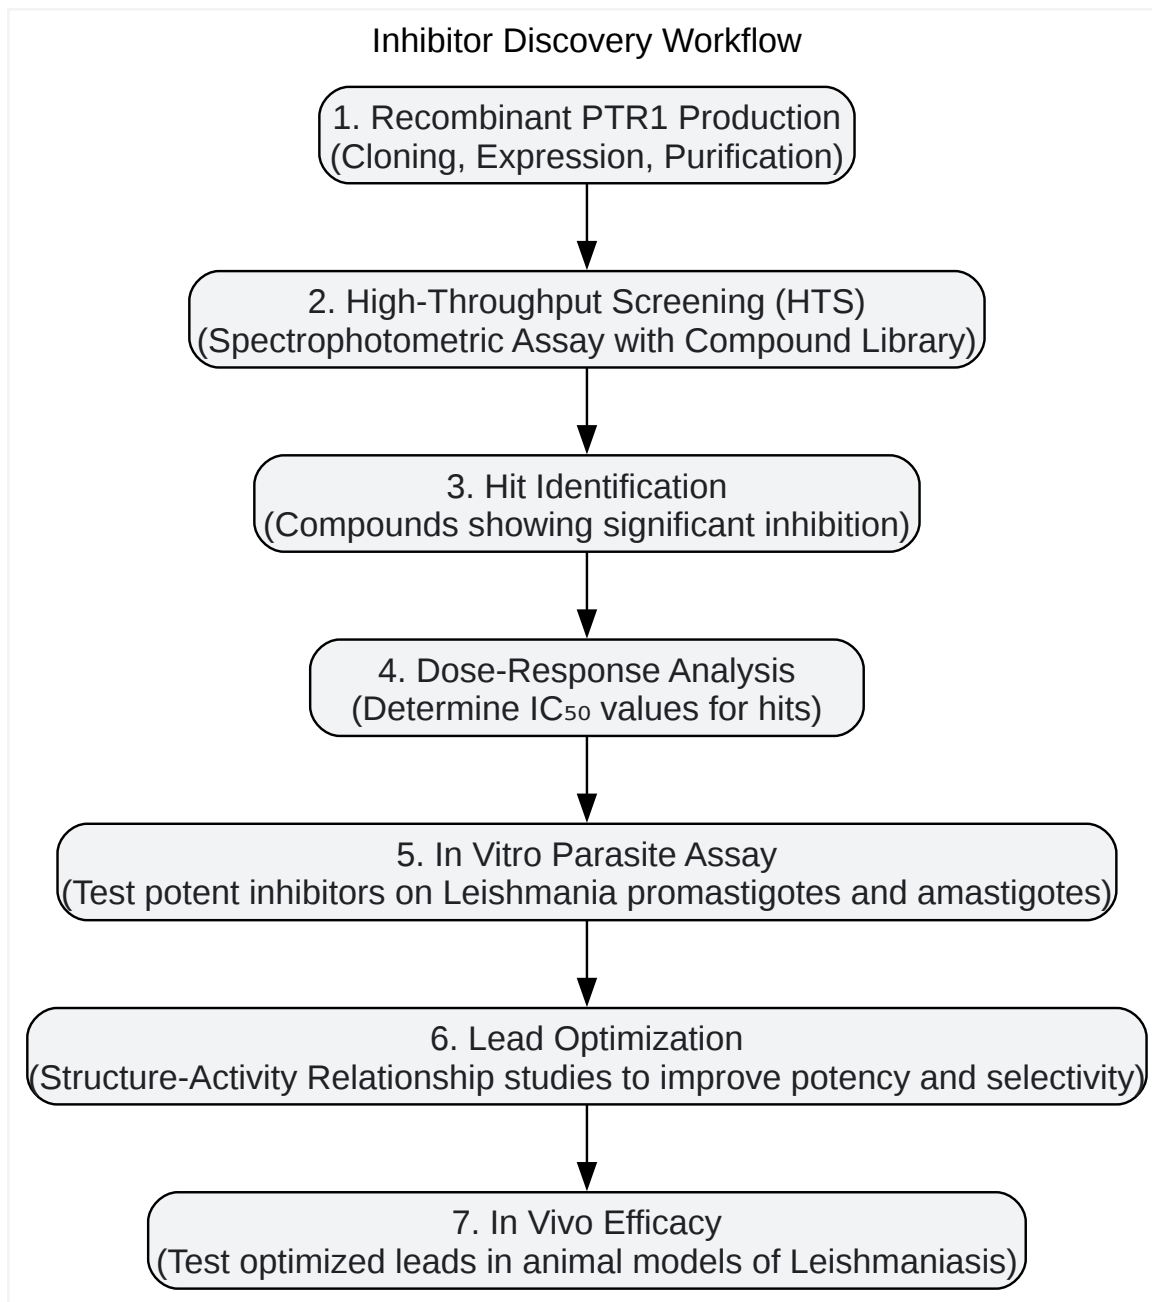 Inhibitor Discovery Workflow
1. Recombinant PTR1 Production
(Cloning, Expression, Purification)
2. High-Throughput Screening (HTS)
(Spectrophotometric Assay with Compound Library)
3. Hit Identification
(Compounds showing significant inhibition)
4. Dose-Response Analysis
(Determine IC₅₀ values for hits)
5. In Vitro Parasite Assay
(Test potent inhibitors on Leishmania promastigotes and amastigotes)
6. Lead Optimization
(Structure-Activity Relationship studies to improve potency and selectivity)
7. In Vivo Efficacy
(Test optimized leads in animal models of Leishmaniasis)